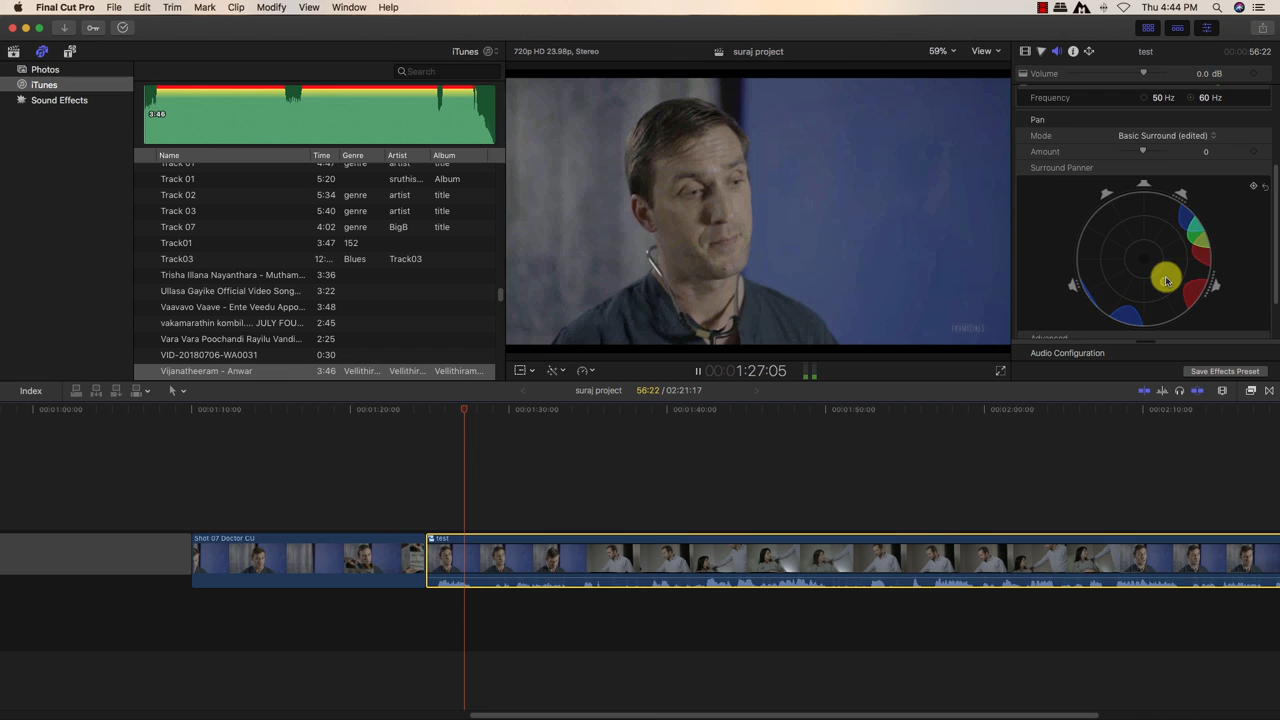 Final Cut Pro File Edit Trim Mark Clip Modify View Window Help Thu 4:44 PM
iTunes 720p HD 23.98p, Stereo suraj project 59% View test 00:00 56:22
Photos
iTunes
Sound Effects
Search
3:46
Volume 0.0 dB
Frequency 50 Hz 60 Hz
Pan
Mode Basic Surround (edited)
Amount 0
Surround Panner
Advanced
Audio Configuration
Save Effects Preset
Name Time Genre Artist Album
Track 01 4:47 title
Track 01 5:20 sruthis... Album
Track 02 5:34 genre artist title
Track 03 5:40 genre artist title
Track 07 4:02 genre BigB title
Track01 3:47 152
Track03 12:... Blues Track03
Trisha Illana Nayanthara - Mutham... 3:36
Ullasa Gayike Official Video Song... 3:22
Vaavavo Vaave - Ente Veedu Appo... 3:48
vakamarathin kombil.... JULY FOU... 2:45
Vara Vara Poochandi Rayilu Vandi... 2:25
VID-20180706-WA0031 0:30
Vijanatheeram - Anwar 3:46 Vellithir... Vellithir... Vellithiram...
00:00:01:27:05
Index suraj project 56:22 / 02:21:17
00:01:00:00 00:01:10:00 00:01:20:00 00:01:30:00 00:01:40:00 00:01:50:00 00:02:00:00 00:02:10:00
Shot 07 Doctor CU test